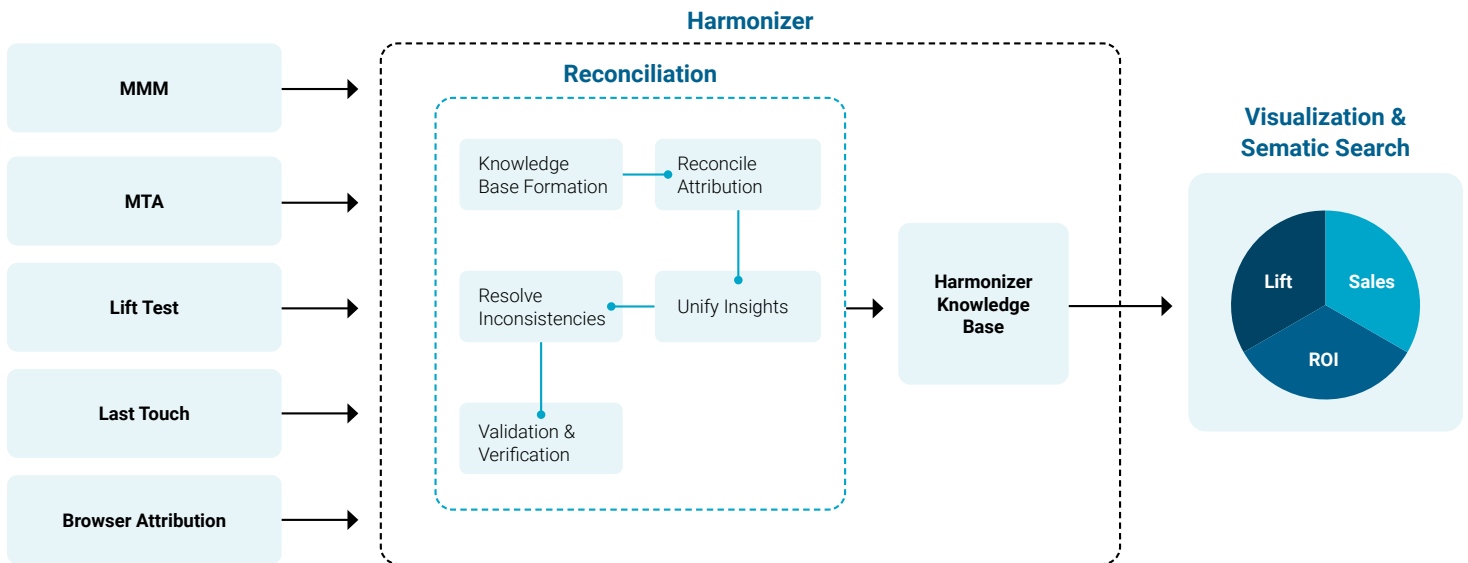 Harmonizer
MMM
MTA
Lift Test
Last Touch
Browser Attribution
Reconciliation
Knowledge
Base Formation
Reconcile
Attribution
Resolve
Inconsistencies
Unify Insights
Validation &
Verification
Harmonizer
Knowledge
Base
Visualization &
Sematic Search
Lift
Sales
ROI